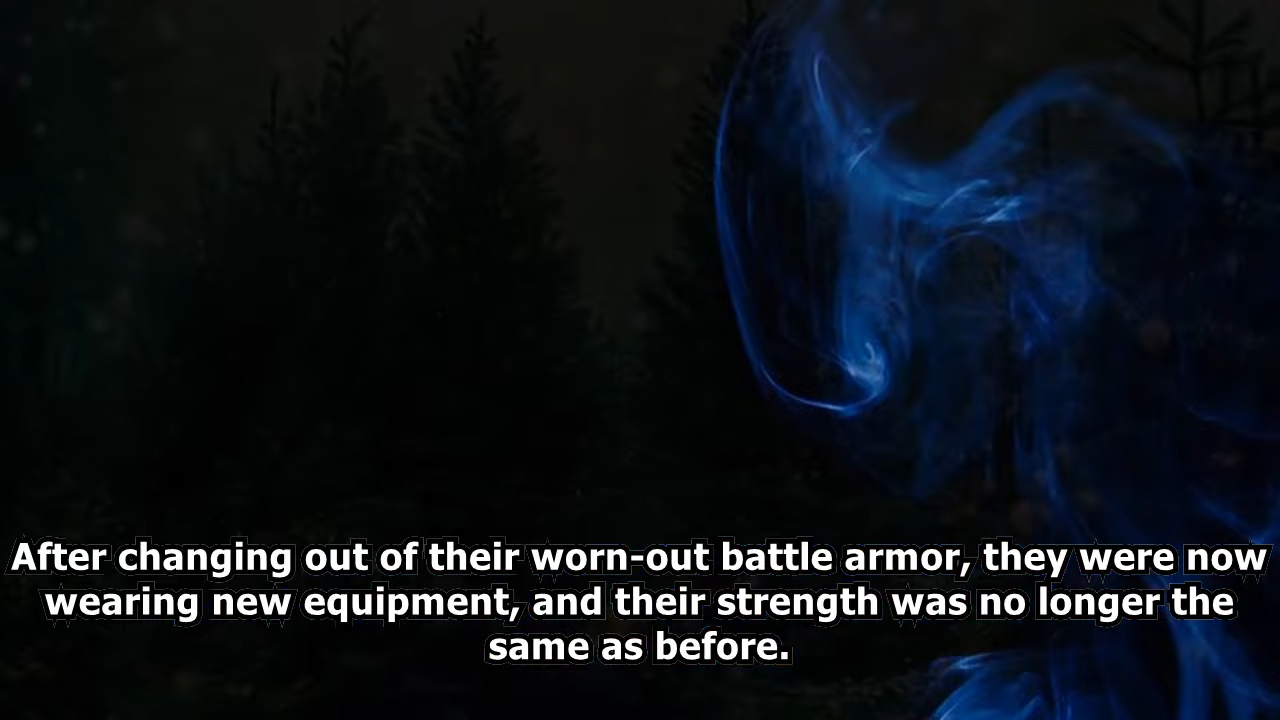 After changing out of their worn-out battle armor, they were now
wearing new equipment, and their strength was no longer the
same as before.